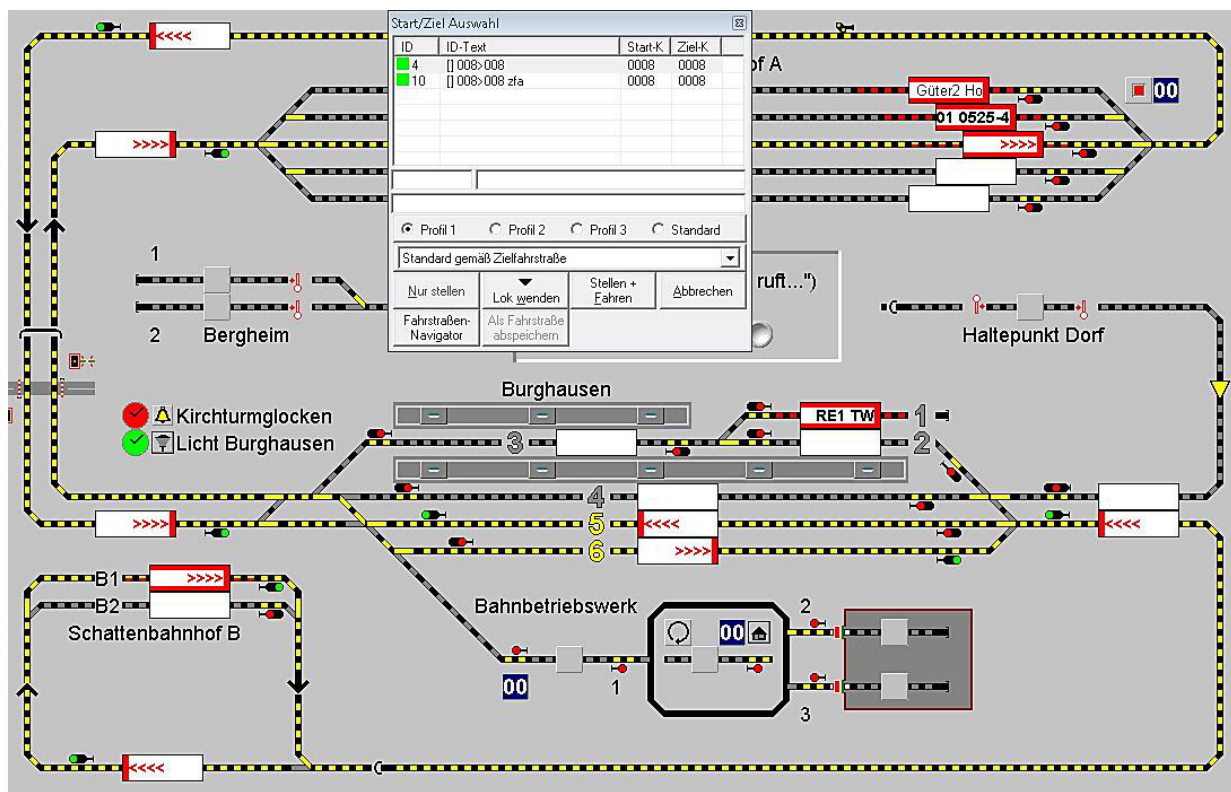 <<<<
Start/Ziel Auswahl
ID ID-Text Start-K Ziel-K
4 [] 008>008 0008 0008
10 [] 008>008 zfa 0008 0008
Profil 1 Profil 2 Profil 3 Standard
Standard gemäß Zielfahrstraße
Nur stellen Lok wenden Stellen + Fahren Abbrechen
Fahrstraßen-Navigator Als Fahrstraße abspeichern
of A
Güter2 Ho
00
01 0525-4
>>>>
>>>>
ruft...")
1
2 Bergheim
Haltepunkt Dorf
Burghausen
Kirchturmglocken
Licht Burghausen
RE1 TW 1
3 2
4
>>>> 5 <<<< <<<<
6 >>>>
B1 >>>>
B2
Schattenbahnhof B
Bahnbetriebswerk
2
00
00
1
3
<<<<